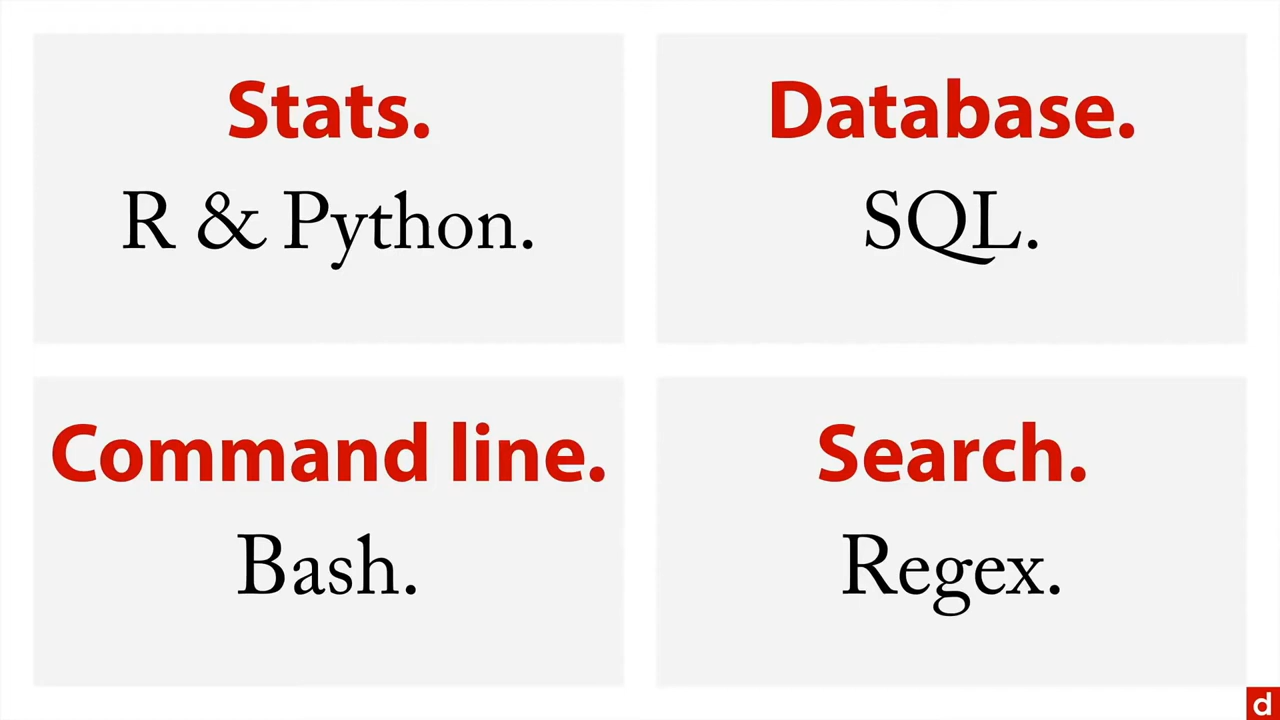 Stats.
R & Python.
Database.
SQL.
Command line.
Bash.
Search.
Regex.
d